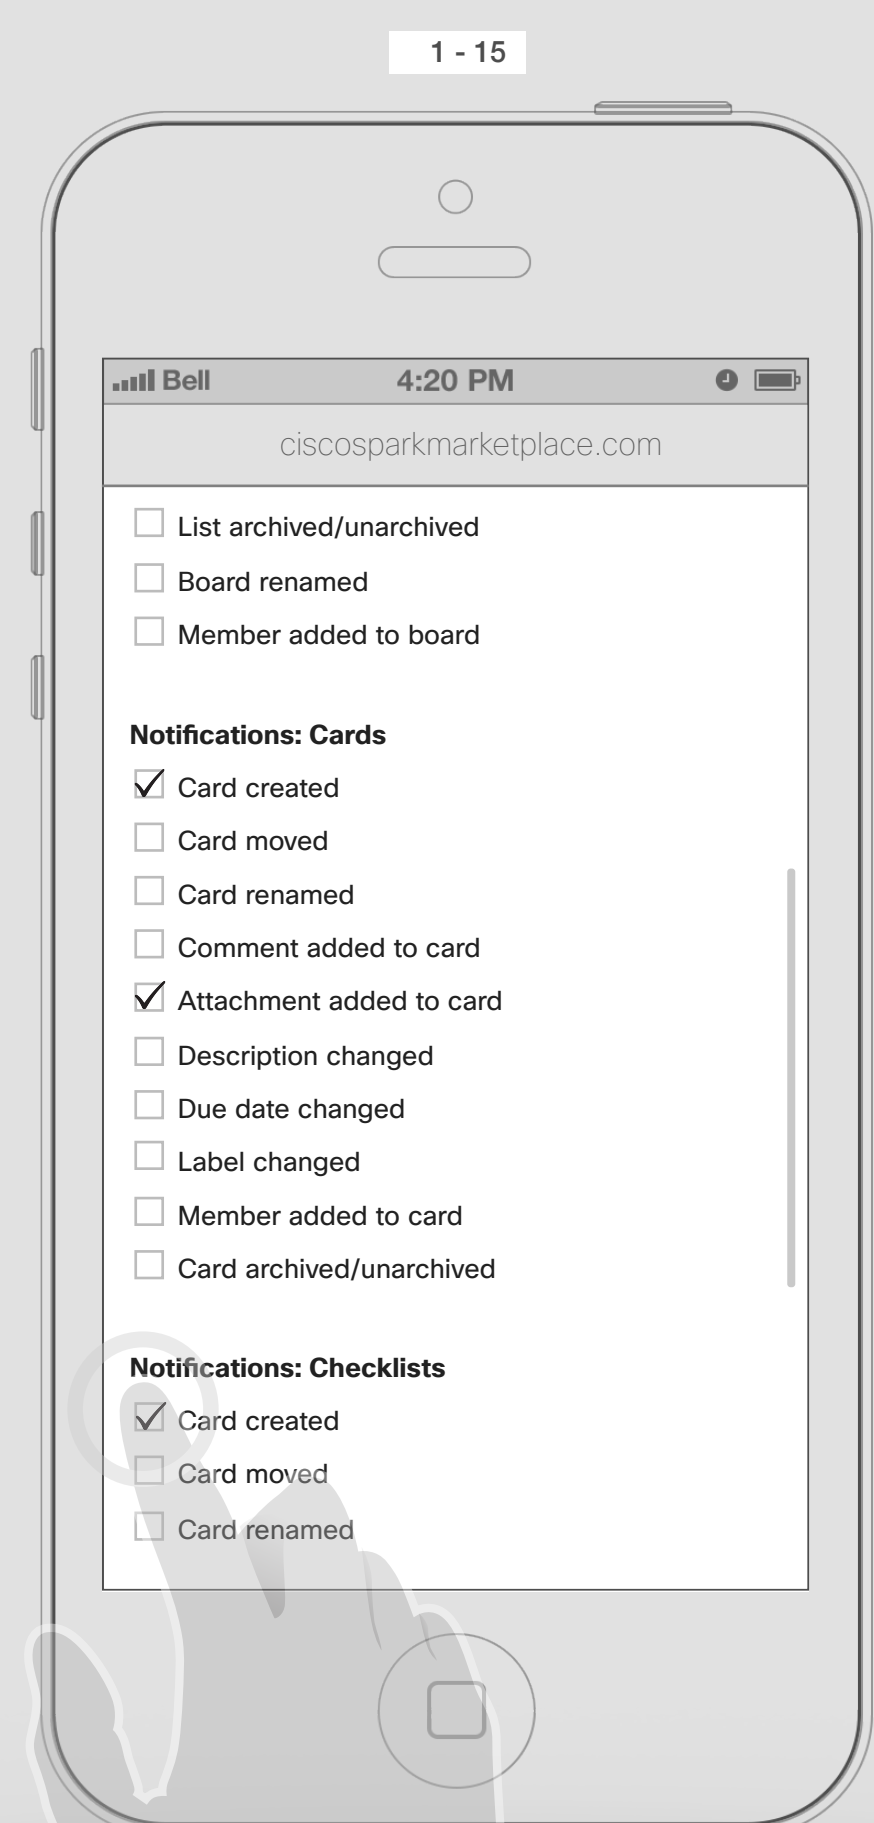 1 - 15
Bell 4:20 PM
ciscosparkmarketplace.com
List archived/unarchived
Board renamed
Member added to board
Notifications: Cards
Card created
Card moved
Card renamed
Comment added to card
Attachment added to card
Description changed
Due date changed
Label changed
Member added to card
Card archived/unarchived
Notifications: Checklists
Card created
Card moved
Card renamed